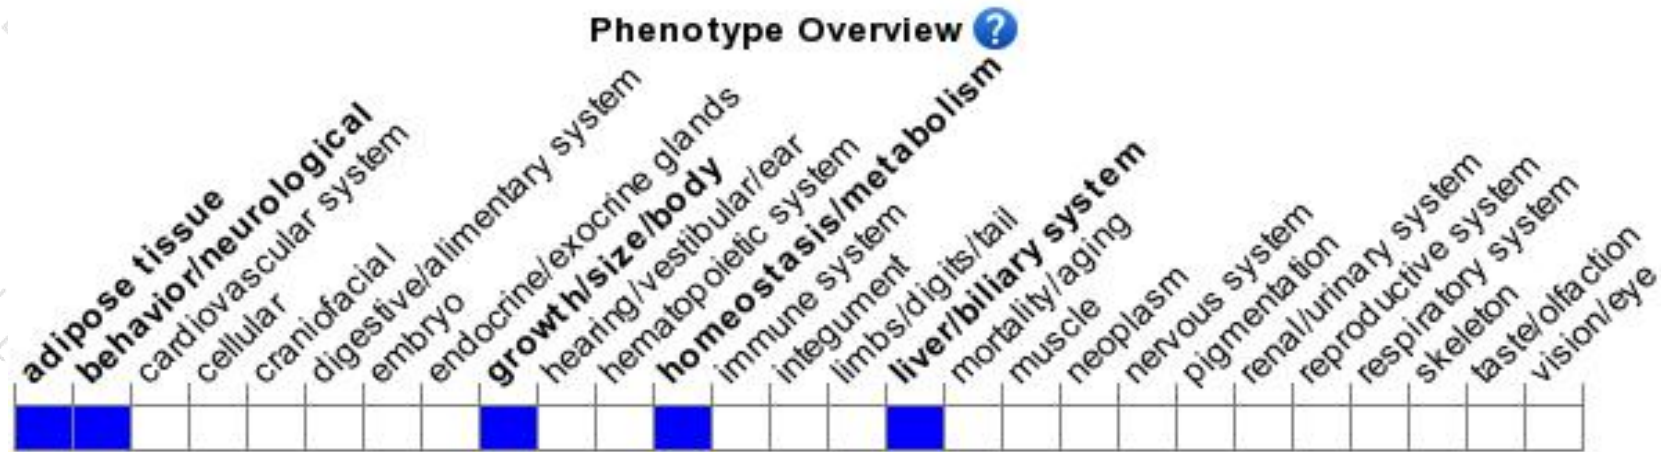 Phenotype Overview ?
adipose tissue
behavior/neurological
cardiovascular system
cellular
craniofacial
digestive/alimentary system
embryo
endocrine/exocrine glands
growth/size/body
hearing/vestibular/ear
hematopoietic system
homeostasis/metabolism
immune system
integument
limbs/digits/tail
liver/biliary system
mortality/aging
muscle
neoplasm
nervous system
pigmentation
renal/urinary system
reproductive system
respiratory system
skeleton
taste/olfaction
vision/eye